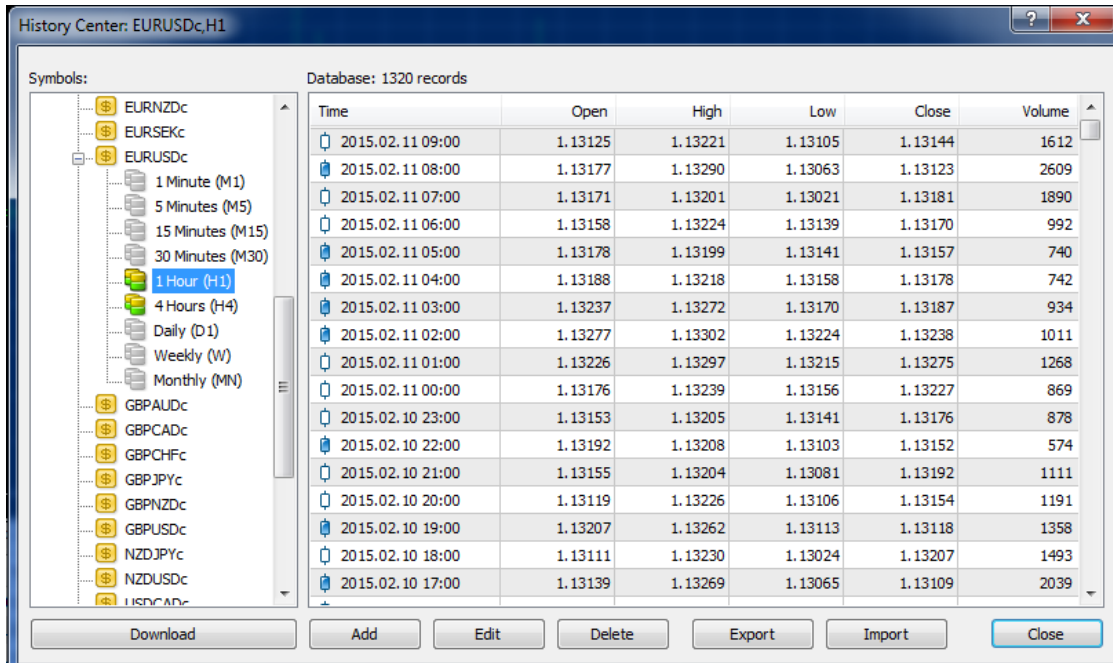 History Center: EURUSDc,H1
Symbols:
Database: 1320 records
EURNZDc
EURSEKc
EURUSDc
1 Minute (M1)
5 Minutes (M5)
15 Minutes (M15)
30 Minutes (M30)
1 Hour (H1)
4 Hours (H4)
Daily (D1)
Weekly (W)
Monthly (MN)
GBPAUDc
GBPCADc
GBPCHFc
GBPJPYc
GBPNZDc
GBPUSDc
NZDJPYc
NZDUSDc
USDCADc
Time Open High Low Close Volume
2015.02.11 09:00 1.13125 1.13221 1.13105 1.13144 1612
2015.02.11 08:00 1.13177 1.13290 1.13063 1.13123 2609
2015.02.11 07:00 1.13171 1.13201 1.13021 1.13181 1890
2015.02.11 06:00 1.13158 1.13224 1.13139 1.13170 992
2015.02.11 05:00 1.13178 1.13199 1.13141 1.13157 740
2015.02.11 04:00 1.13188 1.13218 1.13158 1.13178 742
2015.02.11 03:00 1.13237 1.13272 1.13170 1.13187 934
2015.02.11 02:00 1.13277 1.13302 1.13224 1.13238 1011
2015.02.11 01:00 1.13226 1.13297 1.13215 1.13275 1268
2015.02.11 00:00 1.13176 1.13239 1.13156 1.13227 869
2015.02.10 23:00 1.13153 1.13205 1.13141 1.13176 878
2015.02.10 22:00 1.13192 1.13208 1.13103 1.13152 574
2015.02.10 21:00 1.13155 1.13204 1.13081 1.13192 1111
2015.02.10 20:00 1.13119 1.13226 1.13106 1.13154 1191
2015.02.10 19:00 1.13207 1.13262 1.13113 1.13118 1358
2015.02.10 18:00 1.13111 1.13230 1.13024 1.13207 1493
2015.02.10 17:00 1.13139 1.13269 1.13065 1.13109 2039
Download Add Edit Delete Export Import Close